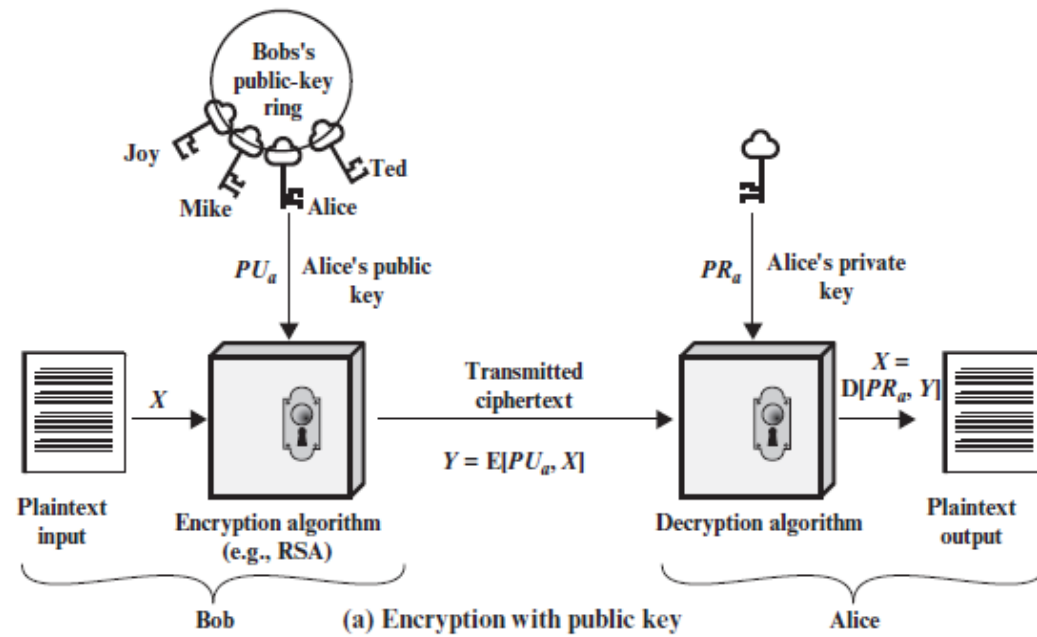 Bobs's
public-key
ring
Joy
Ted
Mike
Alice
PUa
Alice's public
key
PRa
Alice's private
key
X
Transmitted
ciphertext
X =
D[PRa, Y]
Y = E[PUa, X]
Plaintext
input
Encryption algorithm
(e.g., RSA)
Decryption algorithm
Plaintext
output
Bob
(a) Encryption with public key
Alice